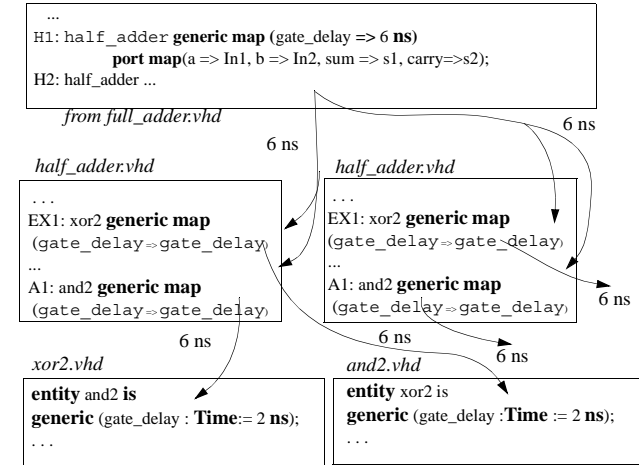 ...
H1: half_adder generic map (gate_delay => 6 ns)
port map(a => In1, b => In2, sum => s1, carry=>s2);
H2: half_adder ...
from full_adder.vhd
6 ns
6 ns
half_adder.vhd
. . .
EX1: xor2 generic map
(gate_delay=>gate_delay)
...
A1: and2 generic map
(gate_delay=>gate_delay)
half_adder.vhd
. . .
EX1: xor2 generic map
(gate_delay=>gate_delay)
...
A1: and2 generic map
(gate_delay=>gate_delay)
6 ns
6 ns
6 ns
6 ns
xor2.vhd
entity and2 is
generic (gate_delay : Time:= 2 ns);
. . .
and2.vhd
entity xor2 is
generic (gate_delay :Time := 2 ns);
. . .